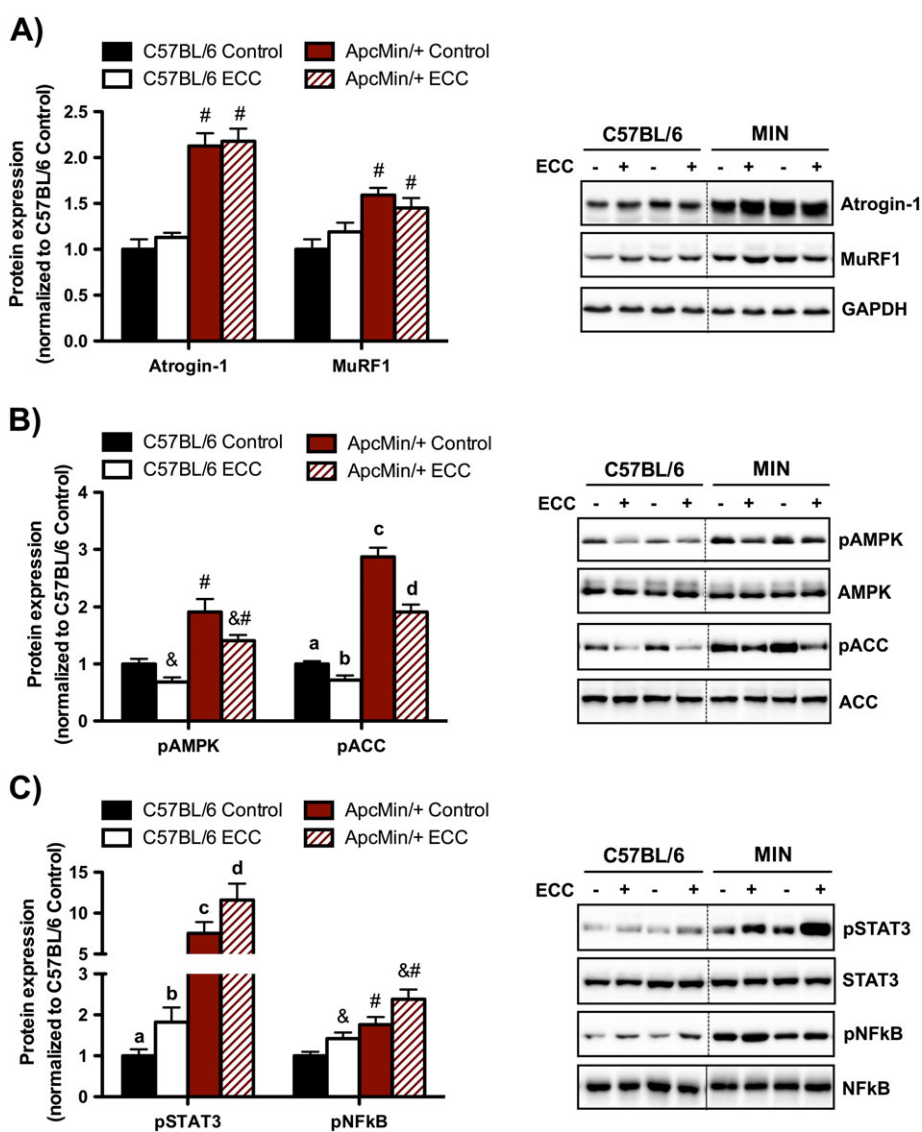 A)
C57BL/6 Control
ApcMin/+ Control
C57BL/6 ECC
ApcMin/+ ECC
Protein expression
(normalized to C57BL/6 Control)
2.5
2.0
1.5
1.0
0.5
0.0
# #
# #
Atrogin-1 MuRF1
C57BL/6 MIN
ECC - + - + - + - +
Atrogin-1
MuRF1
GAPDH
B)
C57BL/6 Control
ApcMin/+ Control
C57BL/6 ECC
ApcMin/+ ECC
Protein expression
(normalized to C57BL/6 Control)
4
3
2
1
0
& # &#
a b c d
pAMPK pACC
C57BL/6 MIN
ECC - + - + - + - +
pAMPK
AMPK
pACC
ACC
C)
C57BL/6 Control
ApcMin/+ Control
C57BL/6 ECC
ApcMin/+ ECC
Protein expression
(normalized to C57BL/6 Control)
15
10
5
4
2
1
0
a b c d
& # &#
pSTAT3 pNFkB
C57BL/6 MIN
ECC - + - + - + - +
pSTAT3
STAT3
pNFkB
NFkB